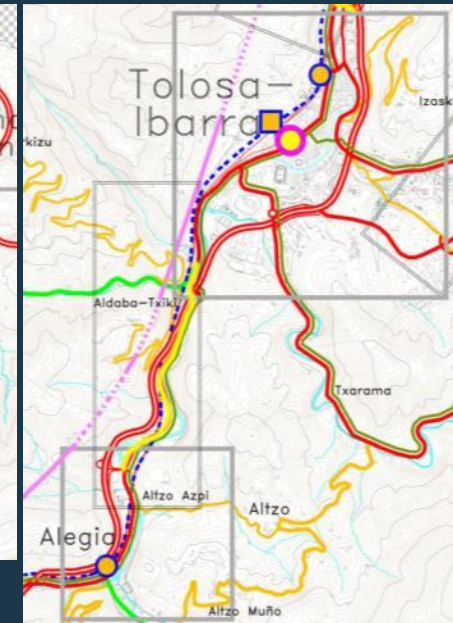 Tolosa-
Ibarra
Izask
rkizu
Aldaba-Txiki
Txarama
Altzo Azpi
Altzo
Alegia
Altzo Muño